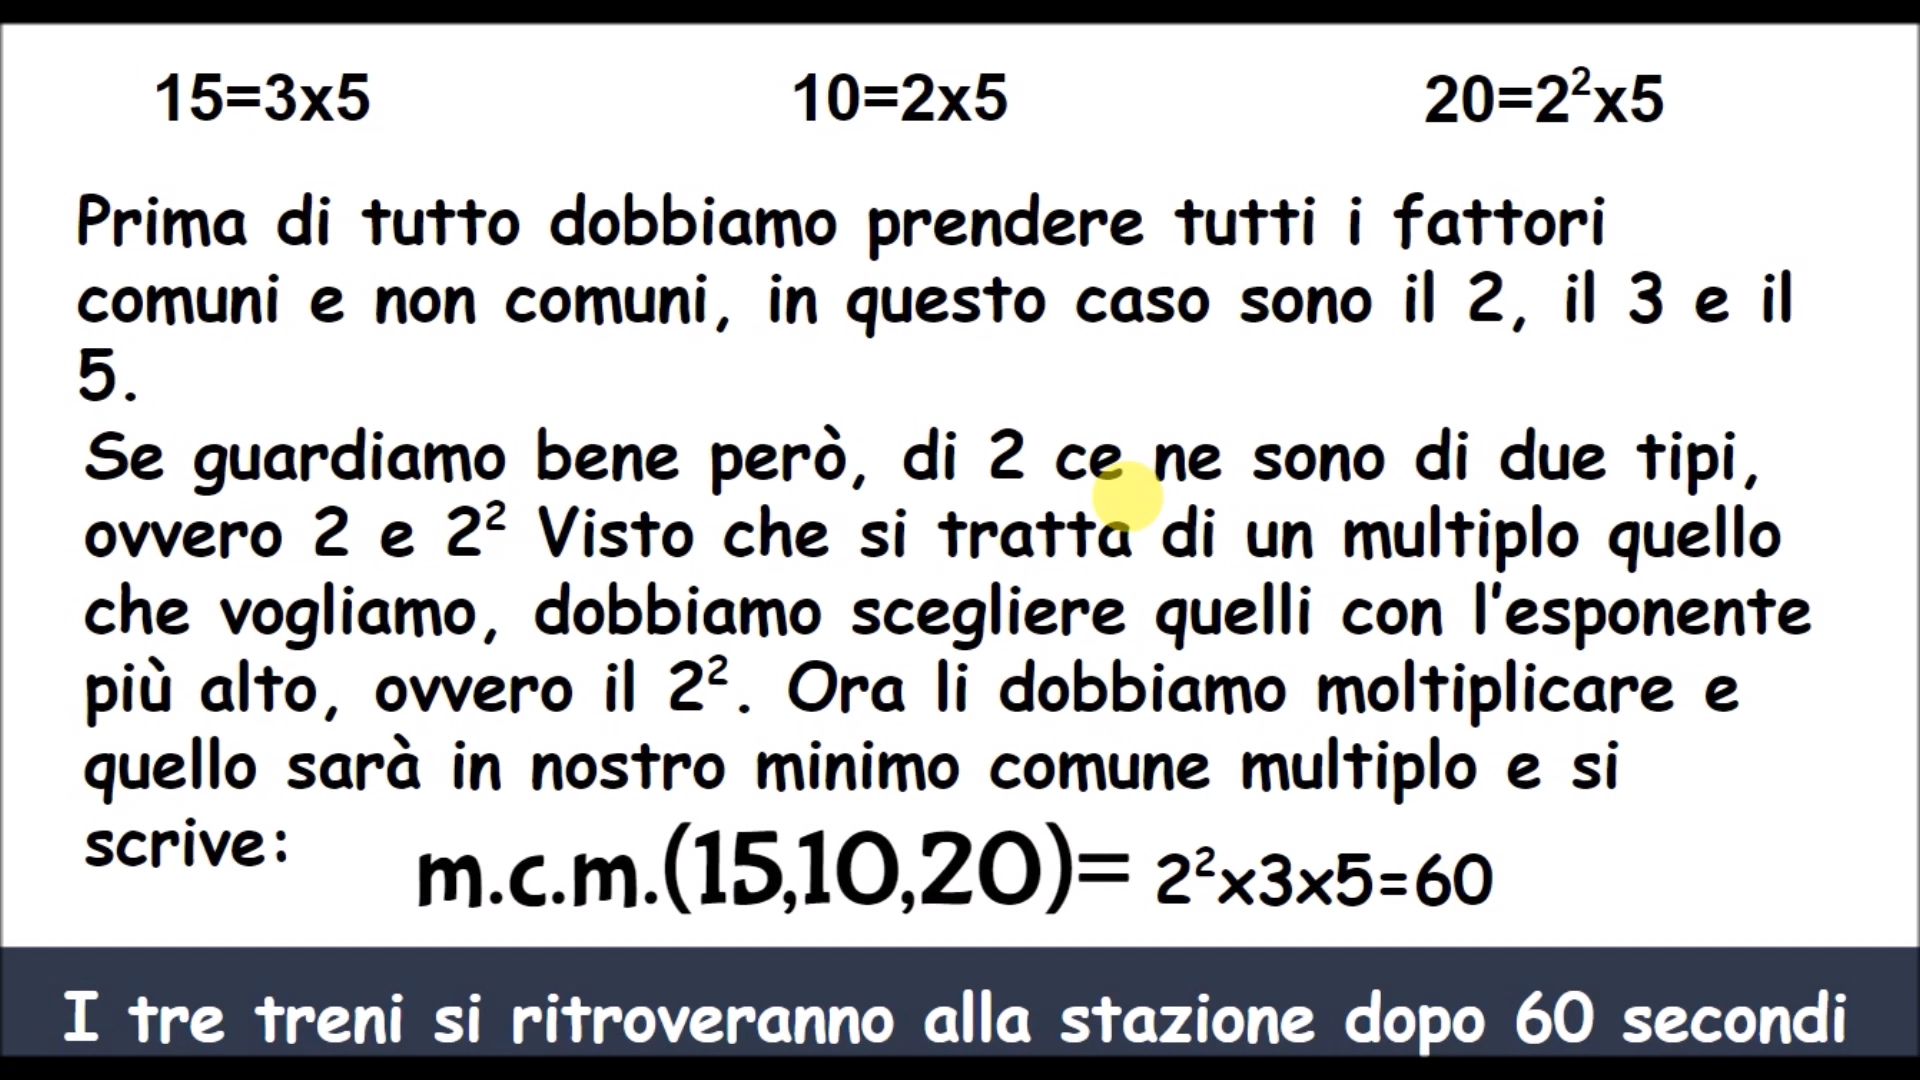 15=3x5 10=2x5 20=2²x5
Prima di tutto dobbiamo prendere tutti i fattori
comuni e non comuni, in questo caso sono il 2, il 3 e il
5.
Se guardiamo bene però, di 2 ce ne sono di due tipi,
ovvero 2 e 2² Visto che si tratta di un multiplo quello
che vogliamo, dobbiamo scegliere quelli con l'esponente
più alto, ovvero il 2². Ora li dobbiamo moltiplicare e
quello sarà in nostro minimo comune multiplo e si
scrive: m.c.m.(15,10,20)= 2²x3x5=60
I tre treni si ritroveranno alla stazione dopo 60 secondi